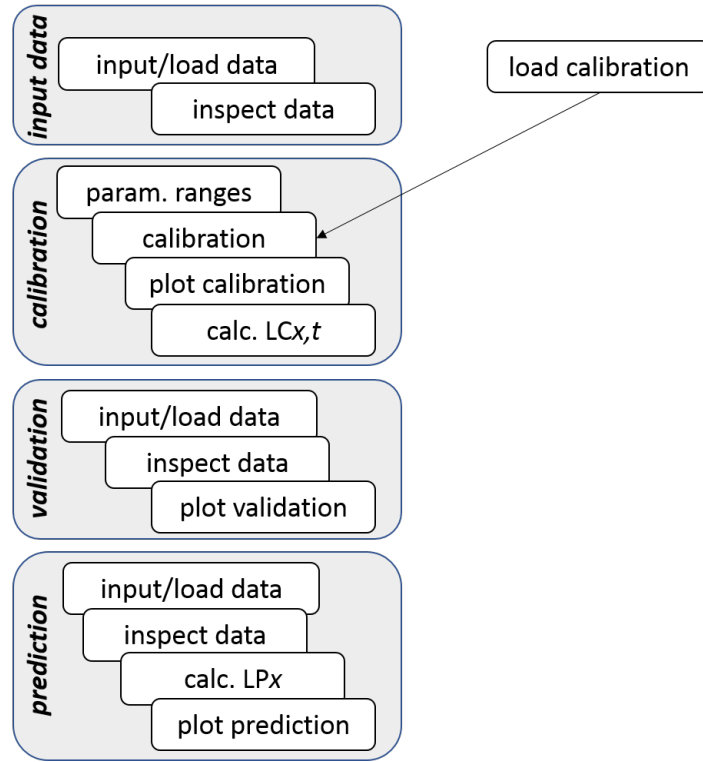 input data
input/load data
inspect data
load calibration
calibration
param. ranges
calibration
plot calibration
calc. LCx,t
validation
input/load data
inspect data
plot validation
prediction
input/load data
inspect data
calc. LPx
plot prediction